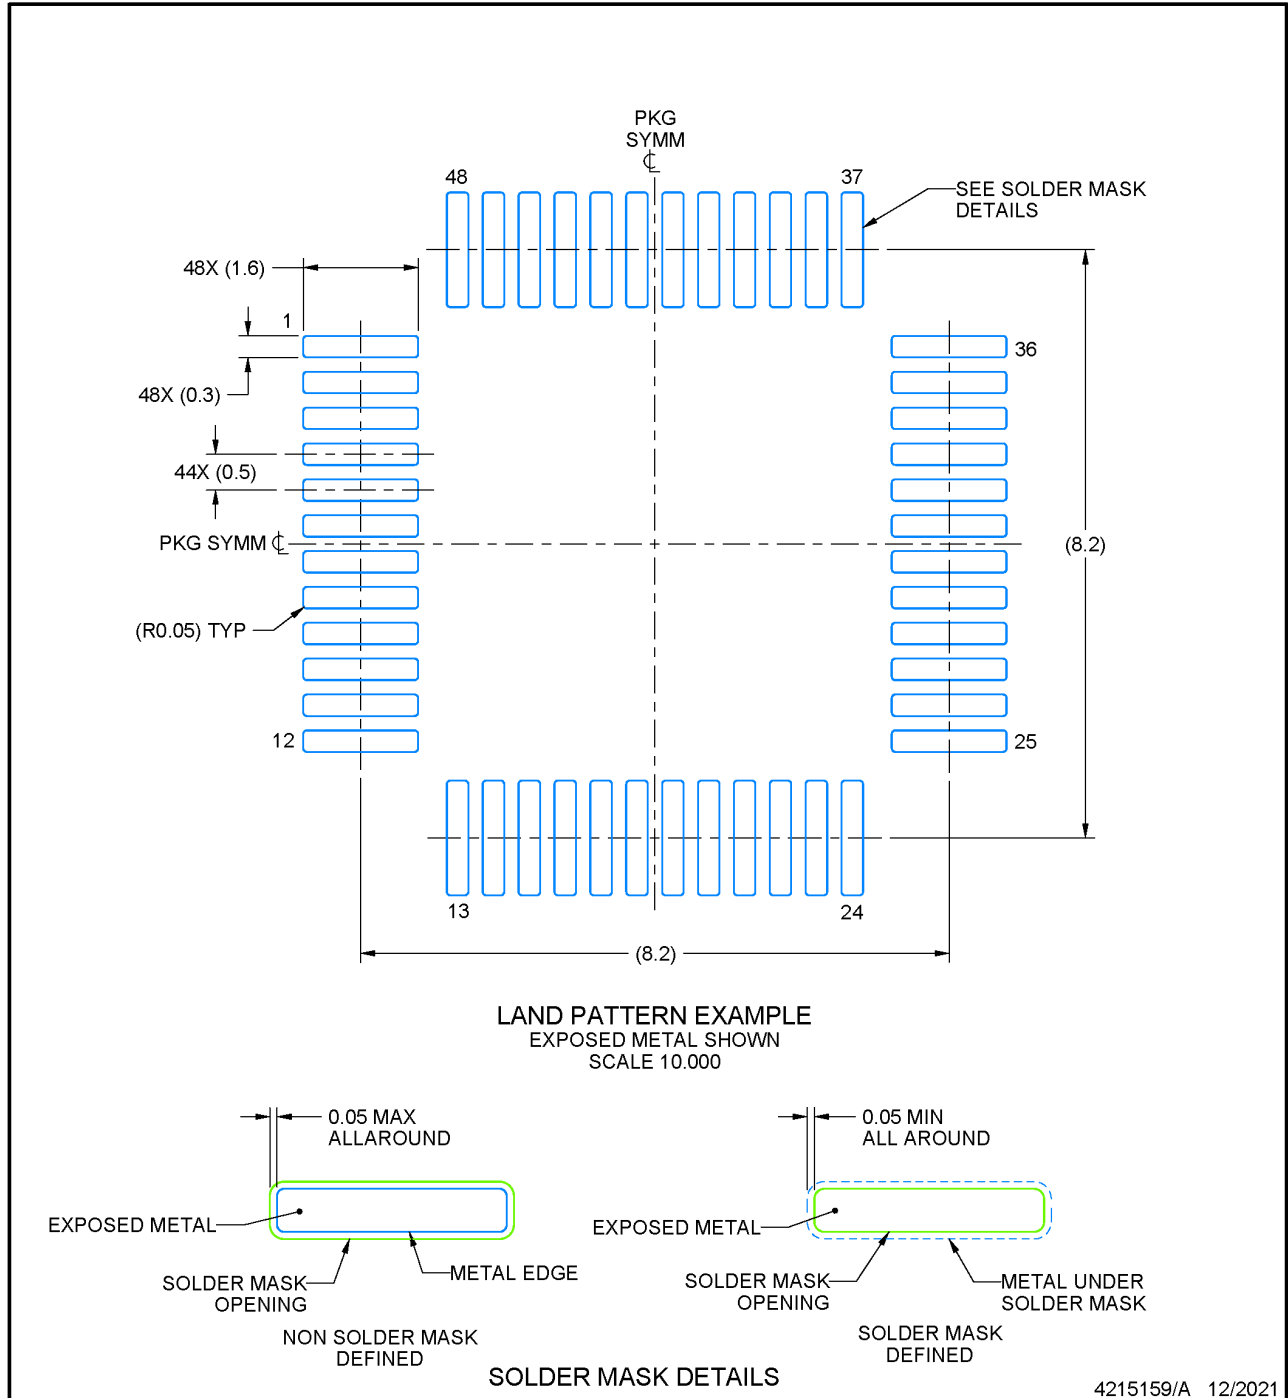 PKG
SYMM
48
37
SEE SOLDER MASK
DETAILS
48X (1.6)
1
36
48X (0.3)
44X (0.5)
PKG SYMM
(8.2)
(R0.05) TYP
12
25
13
24
(8.2)
LAND PATTERN EXAMPLE
EXPOSED METAL SHOWN
SCALE 10.000
0.05 MAX
ALLAROUND
0.05 MIN
ALL AROUND
EXPOSED METAL
EXPOSED METAL
METAL EDGE
SOLDER MASK
OPENING
SOLDER MASK
OPENING
METAL UNDER
SOLDER MASK
NON SOLDER MASK
DEFINED
SOLDER MASK
DEFINED
SOLDER MASK DETAILS
4215159/A 12/2021